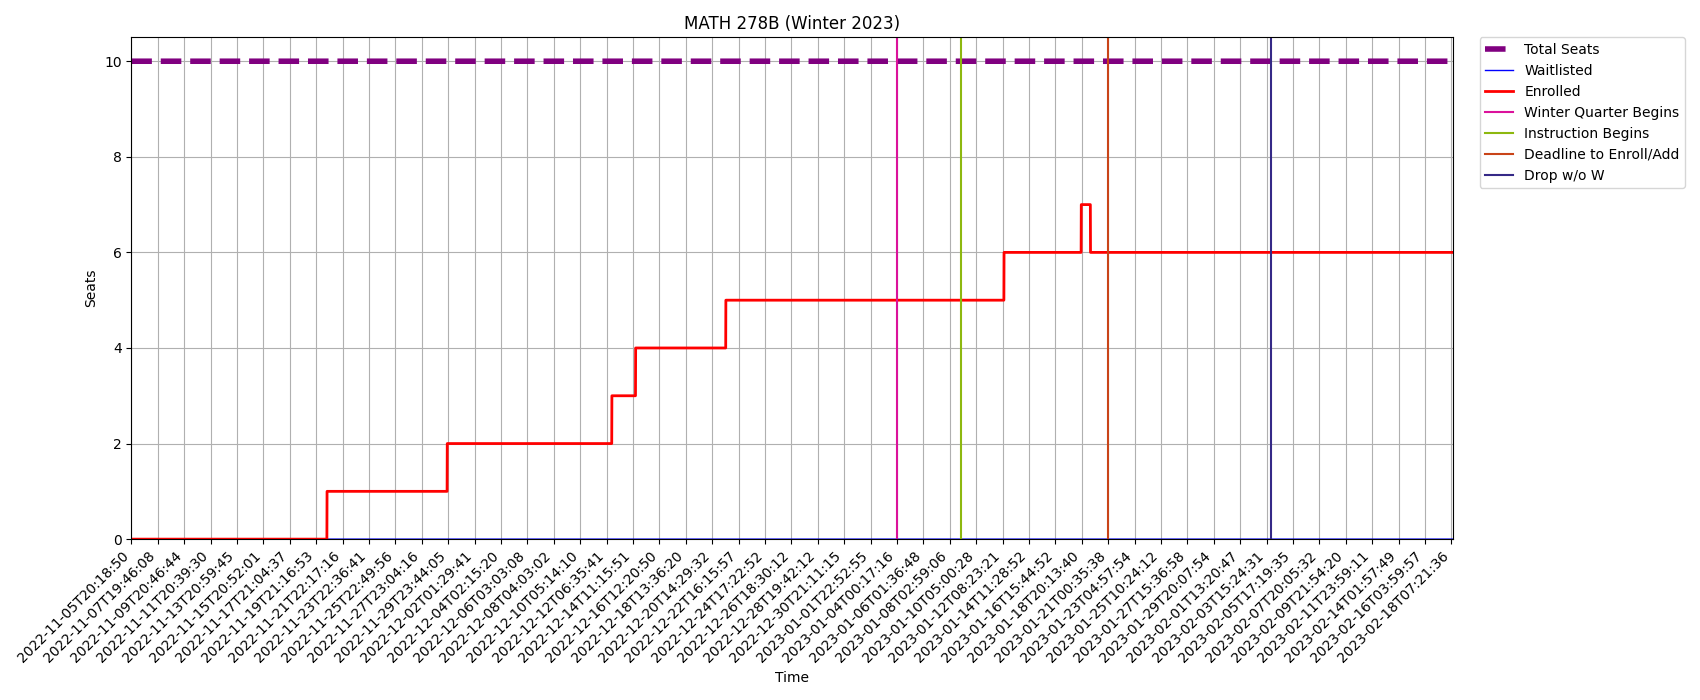 MATH 278B (Winter 2023)
10
8
6
4
2
0
Seats
2022-11-05T20:18:50
2022-11-07T19:46:08
2022-11-09T20:46:44
2022-11-11T20:39:30
2022-11-13T20:59:45
2022-11-15T20:52:01
2022-11-17T21:04:37
2022-11-19T21:16:53
2022-11-21T22:17:16
2022-11-23T22:36:41
2022-11-25T22:49:56
2022-11-27T23:04:16
2022-11-29T23:44:05
2022-12-02T01:29:41
2022-12-04T02:15:20
2022-12-06T03:03:08
2022-12-08T04:03:02
2022-12-10T05:14:10
2022-12-12T06:35:41
2022-12-14T11:15:51
2022-12-16T12:20:50
2022-12-18T13:36:20
2022-12-20T14:29:32
2022-12-22T16:15:57
2022-12-24T17:22:52
2022-12-26T18:30:12
2022-12-28T19:42:12
2022-12-30T21:11:15
2023-01-01T22:52:55
2023-01-04T00:17:16
2023-01-06T01:36:48
2023-01-08T02:59:06
2023-01-10T05:00:28
2023-01-12T08:23:21
2023-01-14T11:28:52
2023-01-16T15:44:52
2023-01-18T20:13:40
2023-01-21T00:35:38
2023-01-23T04:57:54
2023-01-25T10:24:12
2023-01-27T15:36:58
2023-01-29T20:07:54
2023-02-01T13:20:47
2023-02-03T15:24:31
2023-02-05T17:19:35
2023-02-07T20:05:32
2023-02-09T21:54:20
2023-02-11T23:59:11
2023-02-14T01:57:49
2023-02-16T03:59:57
2023-02-18T07:21:36
Time
Total Seats
Waitlisted
Enrolled
Winter Quarter Begins
Instruction Begins
Deadline to Enroll/Add
Drop w/o W